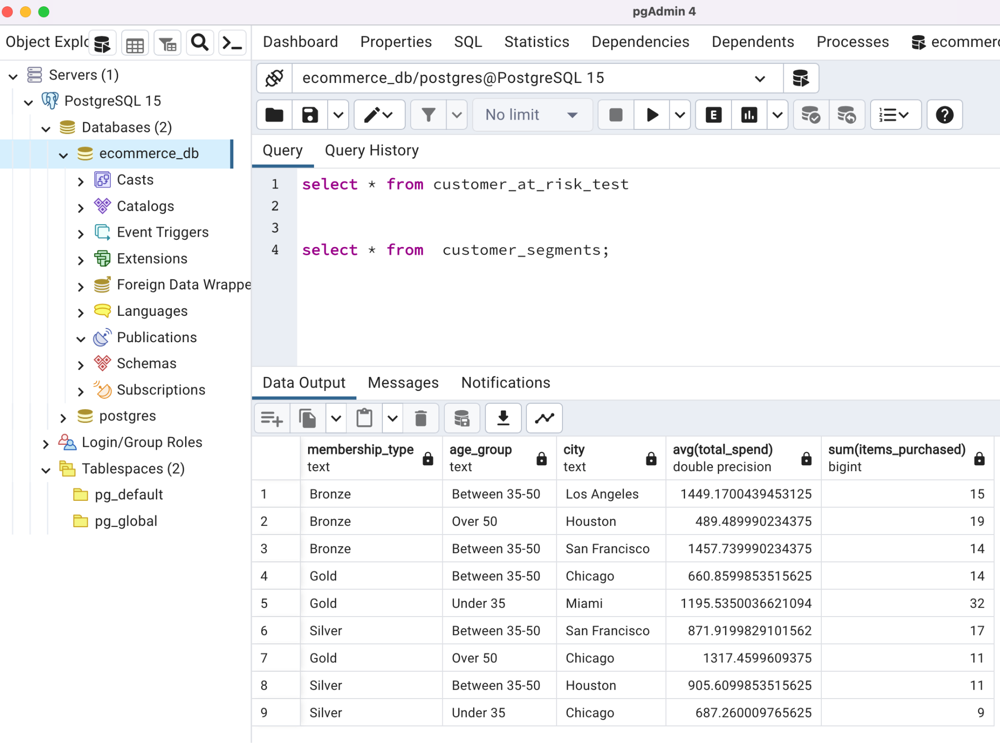 pgAdmin 4
Object Explo
Dashboard Properties SQL Statistics Dependencies Dependents Processes ecommerc
Servers (1)
PostgreSQL 15
Databases (2)
ecommerce_db
Casts
Catalogs
Event Triggers
Extensions
Foreign Data Wrappe
Languages
Publications
Schemas
Subscriptions
postgres
Login/Group Roles
Tablespaces (2)
pg_default
pg_global
ecommerce_db/postgres@PostgreSQL 15
No limit E
Query Query History
1 select * from customer_at_risk_test
2
3
4 select * from  customer_segments;
Data Output Messages Notifications
membership_type age_group city avg(total_spend) sum(items_purchased)
text text text double precision bigint
1 Bronze Between 35-50 Los Angeles 1449.1700439453125 15
2 Bronze Over 50 Houston 489.489990234375 19
3 Bronze Between 35-50 San Francisco 1457.739990234375 14
4 Gold Between 35-50 Chicago 660.8599853515625 14
5 Gold Under 35 Miami 1195.5350036621094 32
6 Silver Between 35-50 San Francisco 871.9199829101562 17
7 Gold Over 50 Chicago 1317.4599609375 11
8 Silver Between 35-50 Houston 905.6099853515625 11
9 Silver Under 35 Chicago 687.260009765625 9